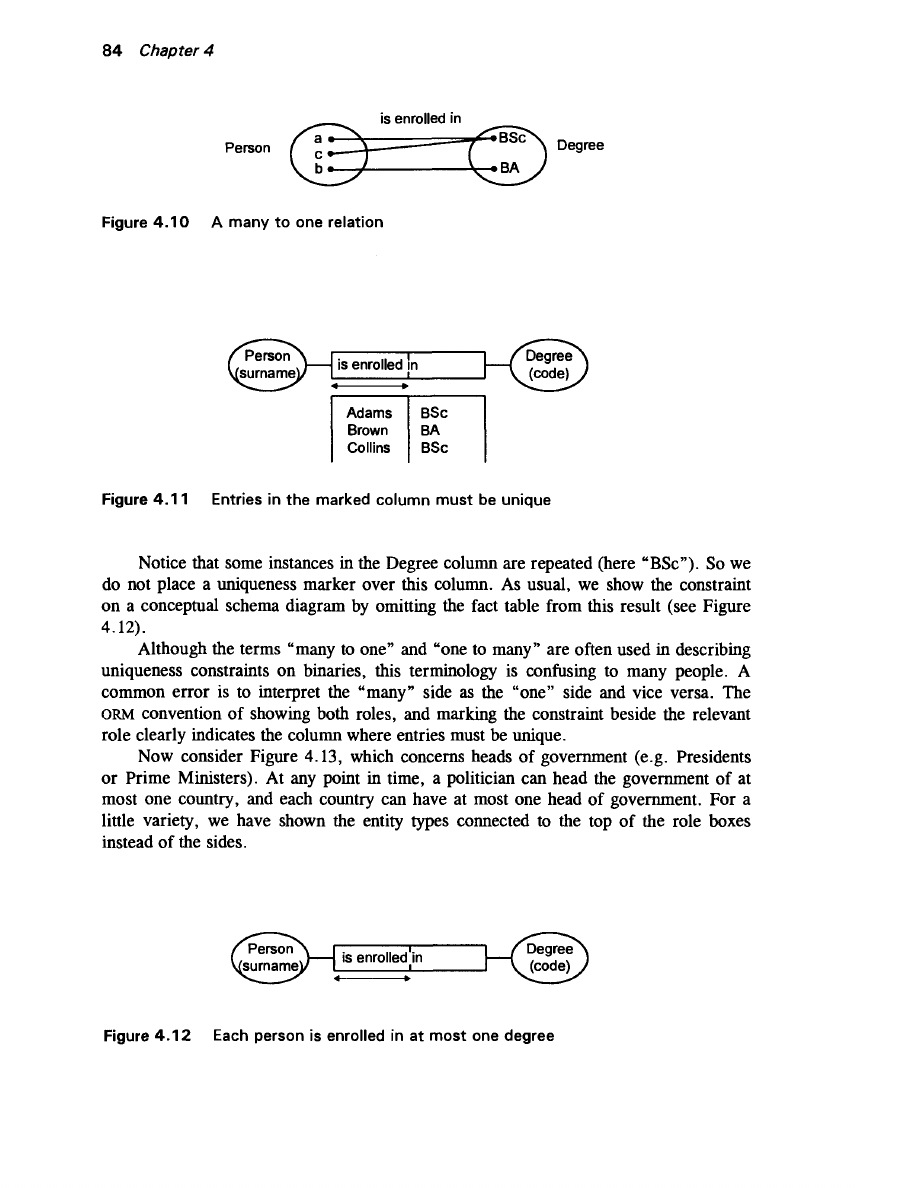 84 Chapter 4
is enrolled in
Person
a
c
b
BSc
BA
Degree
Figure 4.10 A many to one relation
Person
(surname)
is enrolled in
Degree
(code)
Adams BSc
Brown BA
Collins BSc
Figure 4.11 Entries in the marked column must be unique
Notice that some instances in the Degree column are repeated (here “BSc”). So we
do not place a uniqueness marker over this column. As usual, we show the constraint
on a conceptual schema diagram by omitting the fact table from this result (see Figure
4.12).
Although the terms “many to one” and “one to many” are often used in describing
uniqueness constraints on binaries, this terminology is confusing to many people. A
common error is to interpret the “many” side as the “one” side and vice versa. The
ORM convention of showing both roles, and marking the constraint beside the relevant
role clearly indicates the column where entries must be unique.
Now consider Figure 4.13, which concerns heads of government (e.g. Presidents
or Prime Ministers). At any point in time, a politician can head the government of at
most one country, and each country can have at most one head of government. For a
little variety, we have shown the entity types connected to the top of the role boxes
instead of the sides.
Person
(surname)
is enrolled in
Degree
(code)
Figure 4.12 Each person is enrolled in at most one degree